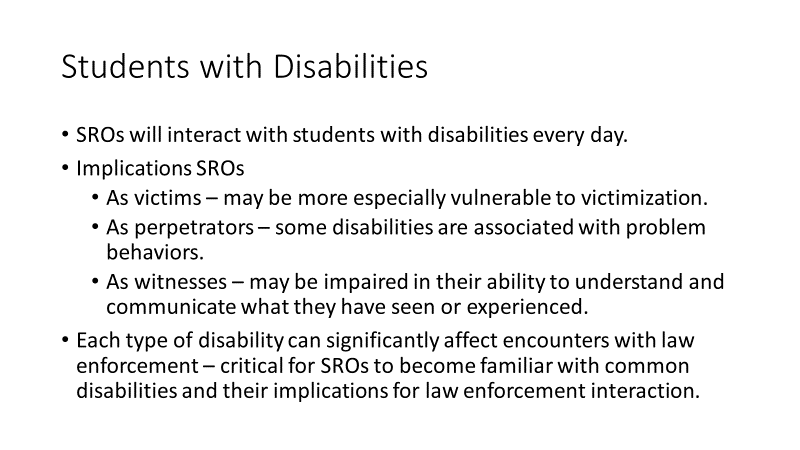 Students with Disabilities
• SROs will interact with students with disabilities every day.
• Implications SROs
• As victims – may be more especially vulnerable to victimization.
• As perpetrators – some disabilities are associated with problem
behaviors.
• As witnesses – may be impaired in their ability to understand and
communicate what they have seen or experienced.
• Each type of disability can significantly affect encounters with law
enforcement – critical for SROs to become familiar with common
disabilities and their implications for law enforcement interaction.